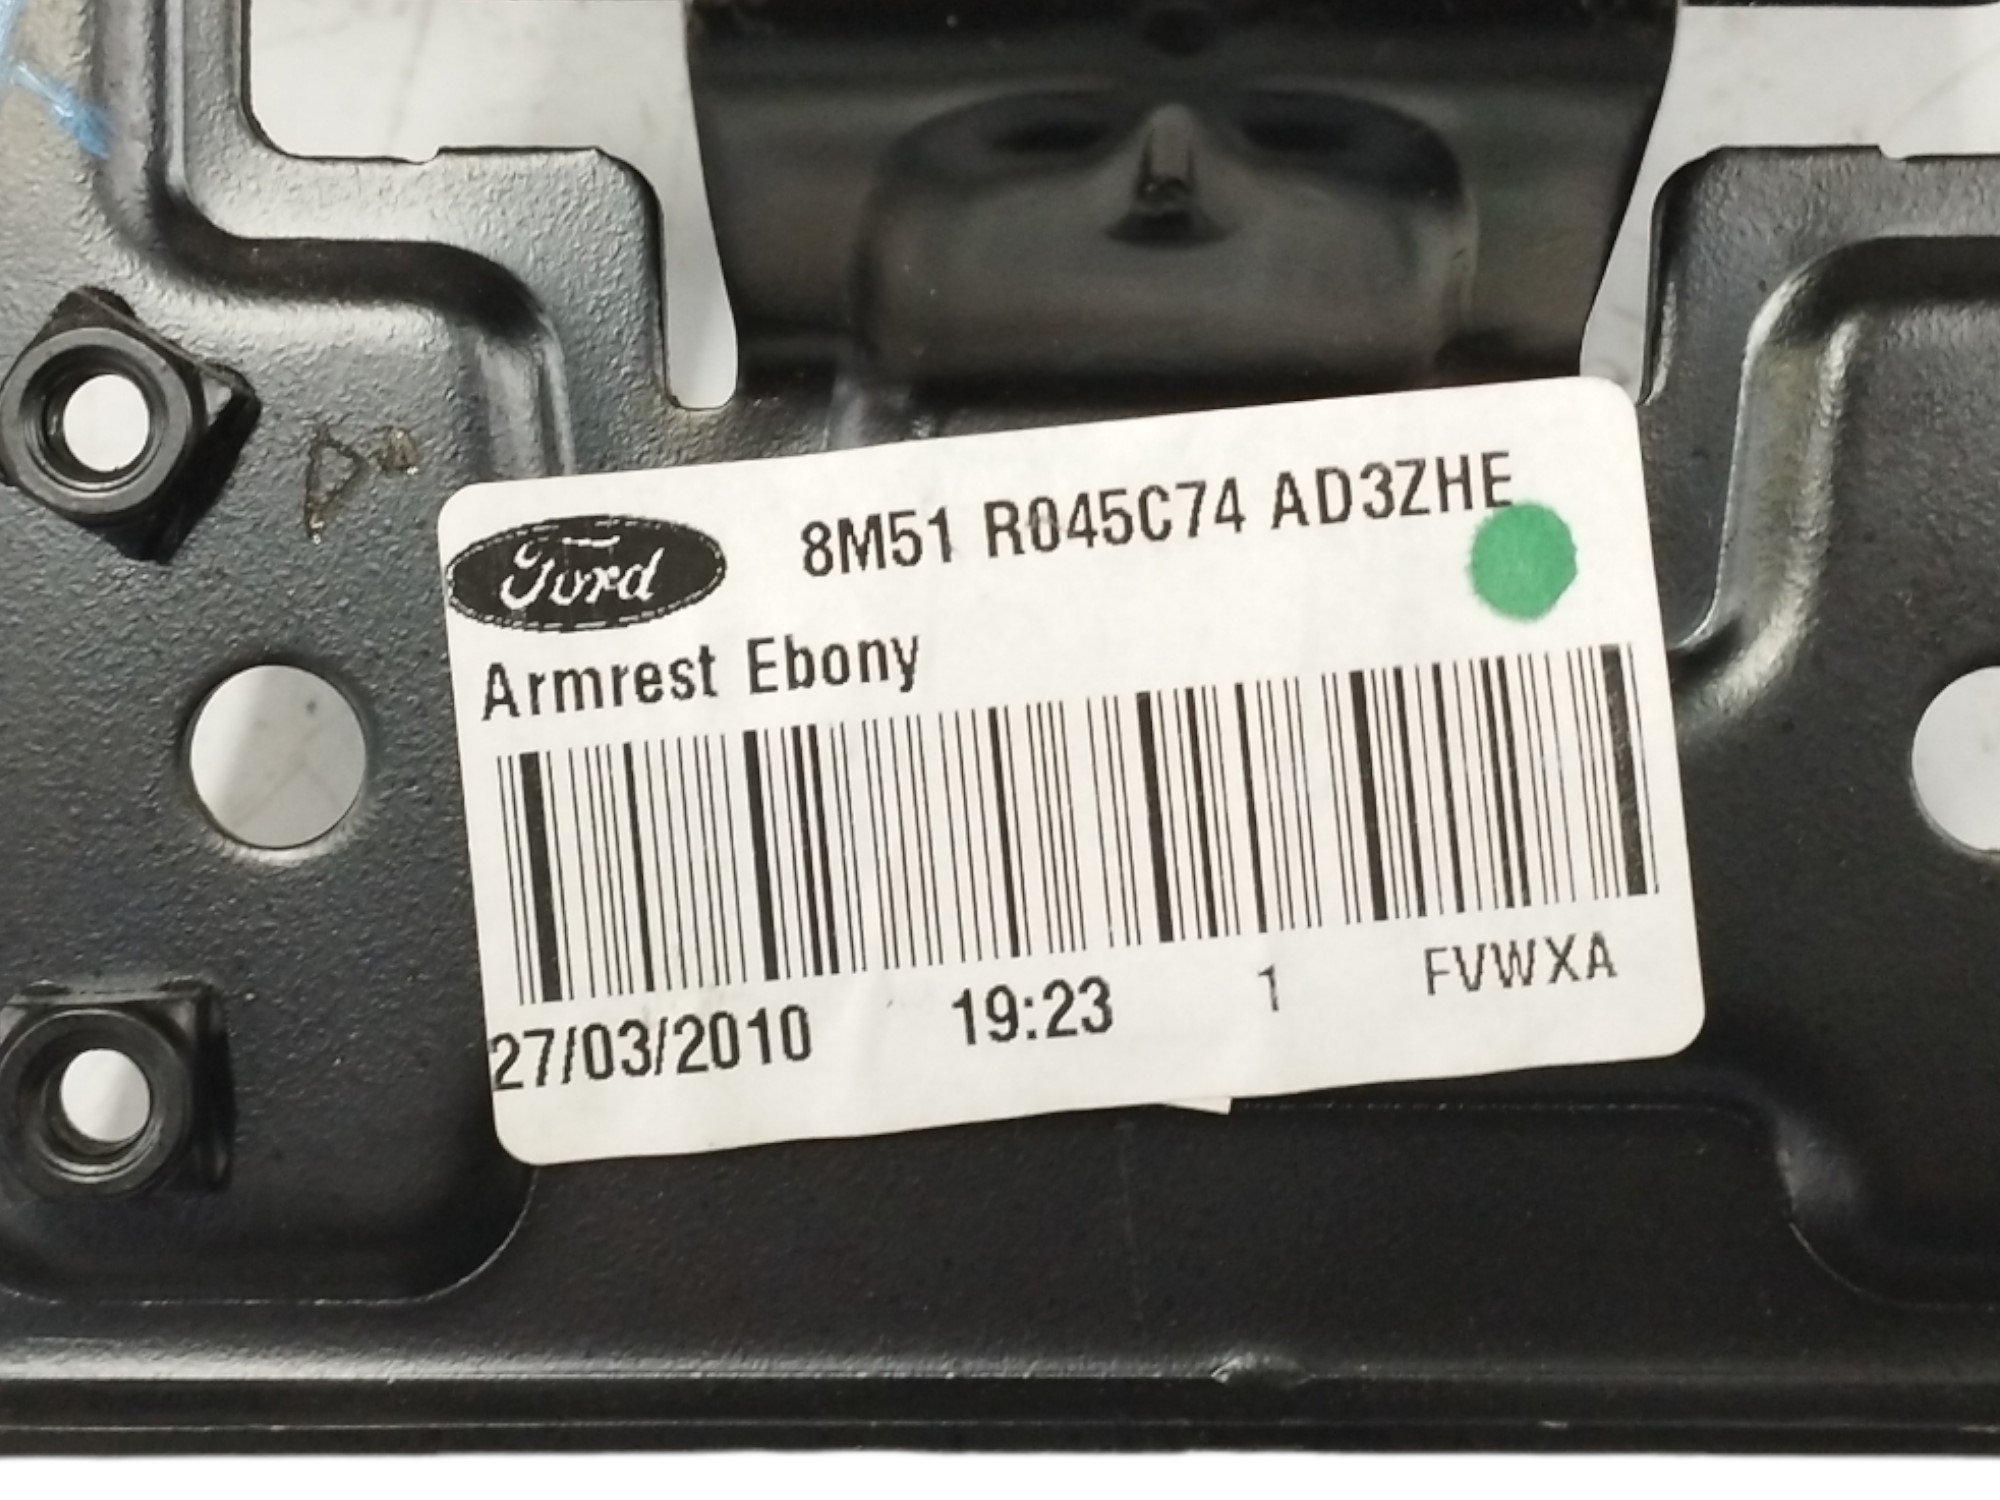 Ford
8M51 R045C74 AD3ZHE
Armrest Ebony
27/03/2010 19:23 1 FVWXA